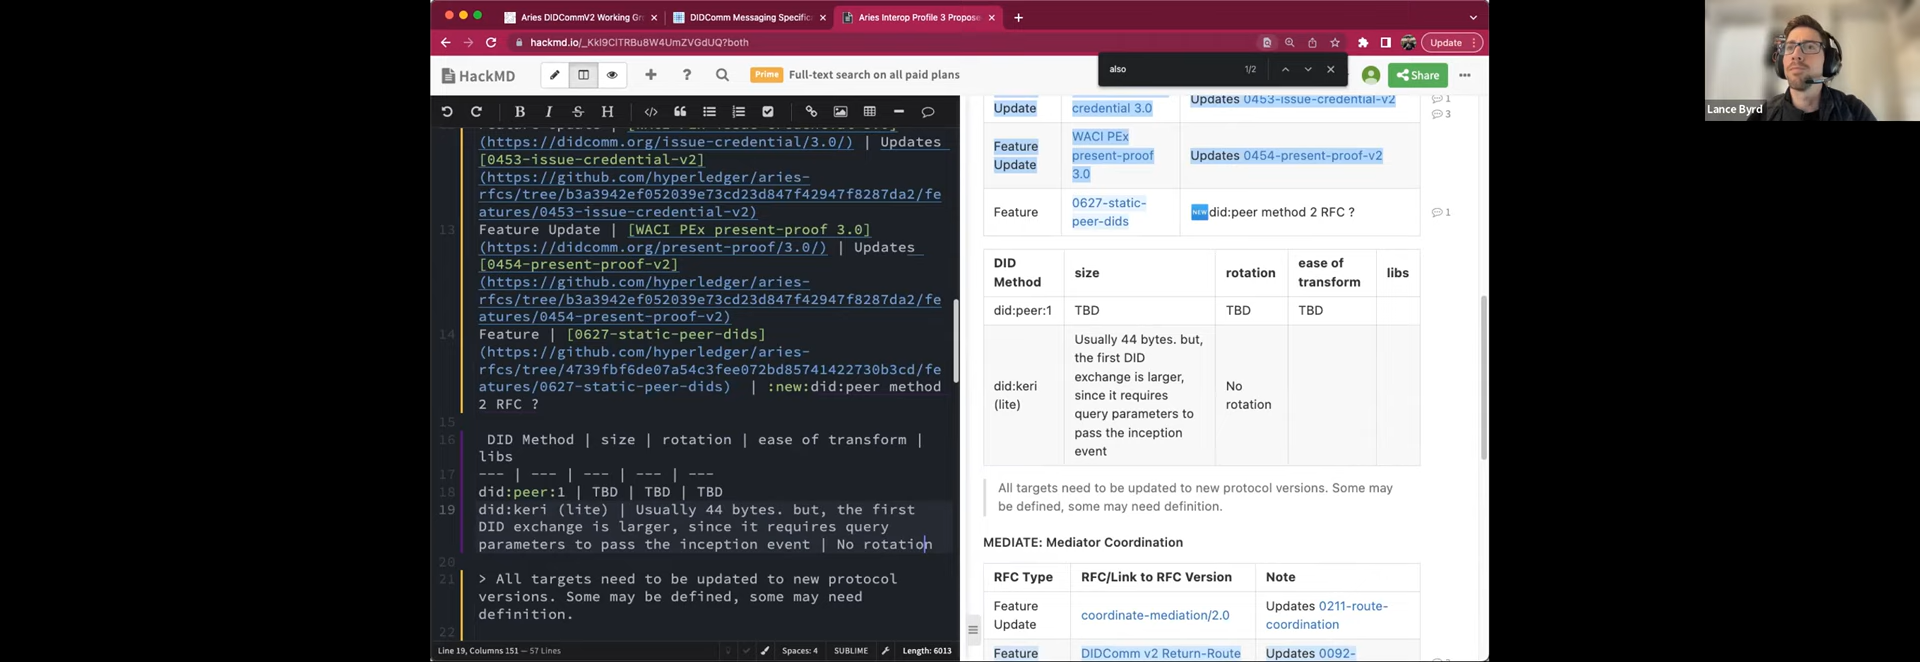 Aries DIDCommV2 Working Gr
DIDComm Messaging Specific
Aries Interop Profile 3 Propose
hackmd.io/_KkI9ClTRBu8W4UmZVGdUQ?both
Update
also
1/2
HackMD
Prime
Full-text search on all paid plans
Share
B I S H
(https://didcomm.org/issue-credential/3.0/) | Updates
[0453-issue-credential-v2]
(https://github.com/hyperledger/aries-
rfcs/tree/b3a3942ef052039e73cd23d847f42947f8287da2/fe
atures/0453-issue-credential-v2)
13 Feature Update | [WACI PEx present-proof 3.0]
(https://didcomm.org/present-proof/3.0/) | Updates
[0454-present-proof-v2]
(https://github.com/hyperledger/aries-
rfcs/tree/b3a3942ef052039e73cd23d847f42947f8287da2/fe
atures/0454-present-proof-v2)
14 Feature | [0627-static-peer-dids]
(https://github.com/hyperledger/aries-
rfcs/tree/4739fbf6de07a54c3fee072bd85741422730b3cd/fe
atures/0627-static-peer-dids) | :new:did:peer method
2 RFC ?
15
16 DID Method | size | rotation | ease of transform |
libs
17 --- | --- | --- | --- | ---
18 did:peer:1 | TBD | TBD | TBD
19 did:keri (lite) | Usually 44 bytes. but, the first
DID exchange is larger, since it requires query
parameters to pass the inception event | No rotation
20
21 > All targets need to be updated to new protocol
versions. Some may be defined, some may need
definition.
22
Line 19, Columns 151 — 57 Lines
Spaces: 4
SUBLIME
Length: 6013
Update
credential 3.0
Updates 0453-issue-credential-v2
1
3
Feature
Update
WACI PEx
present-proof
3.0
Updates 0454-present-proof-v2
Feature
0627-static-
peer-dids
NEW did:peer method 2 RFC ?
1
DID
Method
size
rotation
ease of
transform
libs
did:peer:1
TBD
TBD
TBD
did:keri
(lite)
Usually 44 bytes. but,
the first DID
exchange is larger,
since it requires
query parameters to
pass the inception
event
No
rotation
All targets need to be updated to new protocol versions. Some may
be defined, some may need definition.
MEDIATE: Mediator Coordination
RFC Type
RFC/Link to RFC Version
Note
Feature
Update
coordinate-mediation/2.0
Updates 0211-route-
coordination
Feature
DIDComm v2 Return-Route
Updates 0092-
Lance Byrd